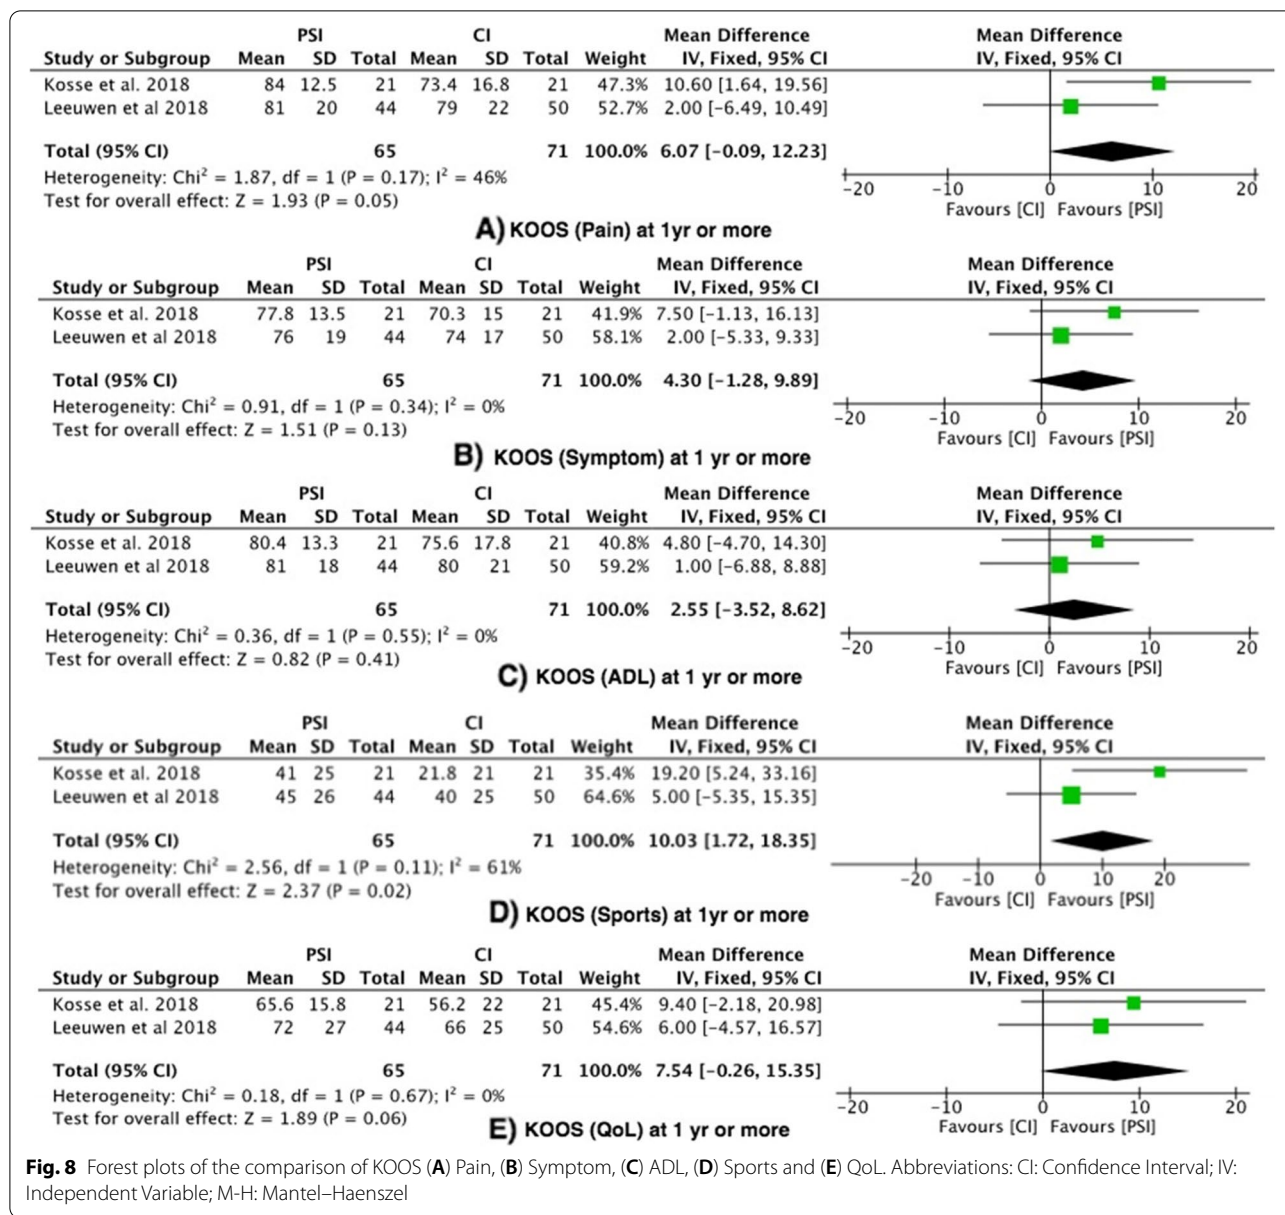 PSI CI Mean Difference Mean Difference
Study or Subgroup Mean SD Total Mean SD Total Weight IV, Fixed, 95% CI IV, Fixed, 95% CI
Kosse et al. 2018 84 12.5 21 73.4 16.8 21 47.3% 10.60 [1.64, 19.56]
Leeuwen et al 2018 81 20 44 79 22 50 52.7% 2.00 [-6.49, 10.49]
Total (95% CI) 65 71 100.0% 6.07 [-0.09, 12.23]
Heterogeneity: Chi² = 1.87, df = 1 (P = 0.17); I² = 46%
Test for overall effect: Z = 1.93 (P = 0.05)
-20 -10 0 10 20
Favours [CI] Favours [PSI]
A) KOOS (Pain) at 1yr or more
PSI CI Mean Difference Mean Difference
Study or Subgroup Mean SD Total Mean SD Total Weight IV, Fixed, 95% CI IV, Fixed, 95% CI
Kosse et al. 2018 77.8 13.5 21 70.3 15 21 41.9% 7.50 [-1.13, 16.13]
Leeuwen et al 2018 76 19 44 74 17 50 58.1% 2.00 [-5.33, 9.33]
Total (95% CI) 65 71 100.0% 4.30 [-1.28, 9.89]
Heterogeneity: Chi² = 0.91, df = 1 (P = 0.34); I² = 0%
Test for overall effect: Z = 1.51 (P = 0.13)
-20 -10 0 10 20
Favours [CI] Favours [PSI]
B) KOOS (Symptom) at 1 yr or more
PSI CI Mean Difference Mean Difference
Study or Subgroup Mean SD Total Mean SD Total Weight IV, Fixed, 95% CI IV, Fixed, 95% CI
Kosse et al. 2018 80.4 13.3 21 75.6 17.8 21 40.8% 4.80 [-4.70, 14.30]
Leeuwen et al 2018 81 18 44 80 21 50 59.2% 1.00 [-6.88, 8.88]
Total (95% CI) 65 71 100.0% 2.55 [-3.52, 8.62]
Heterogeneity: Chi² = 0.36, df = 1 (P = 0.55); I² = 0%
Test for overall effect: Z = 0.82 (P = 0.41)
-20 -10 0 10 20
Favours [CI] Favours [PSI]
C) KOOS (ADL) at 1 yr or more
PSI CI Mean Difference Mean Difference
Study or Subgroup Mean SD Total Mean SD Total Weight IV, Fixed, 95% CI IV, Fixed, 95% CI
Kosse et al. 2018 41 25 21 21.8 21 21 35.4% 19.20 [5.24, 33.16]
Leeuwen et al 2018 45 26 44 40 25 50 64.6% 5.00 [-5.35, 15.35]
Total (95% CI) 65 71 100.0% 10.03 [1.72, 18.35]
Heterogeneity: Chi² = 2.56, df = 1 (P = 0.11); I² = 61%
Test for overall effect: Z = 2.37 (P = 0.02)
-20 -10 0 10 20
Favours [CI] Favours [PSI]
D) KOOS (Sports) at 1yr or more
PSI CI Mean Difference Mean Difference
Study or Subgroup Mean SD Total Mean SD Total Weight IV, Fixed, 95% CI IV, Fixed, 95% CI
Kosse et al. 2018 65.6 15.8 21 56.2 22 21 45.4% 9.40 [-2.18, 20.98]
Leeuwen et al 2018 72 27 44 66 25 50 54.6% 6.00 [-4.57, 16.57]
Total (95% CI) 65 71 100.0% 7.54 [-0.26, 15.35]
Heterogeneity: Chi² = 0.18, df = 1 (P = 0.67); I² = 0%
Test for overall effect: Z = 1.89 (P = 0.06)
-20 -10 0 10 20
Favours [CI] Favours [PSI]
E) KOOS (QoL) at 1 yr or more
Fig. 8 Forest plots of the comparison of KOOS (A) Pain, (B) Symptom, (C) ADL, (D) Sports and (E) QoL. Abbreviations: CI: Confidence Interval; IV:
Independent Variable; M-H: Mantel–Haenszel